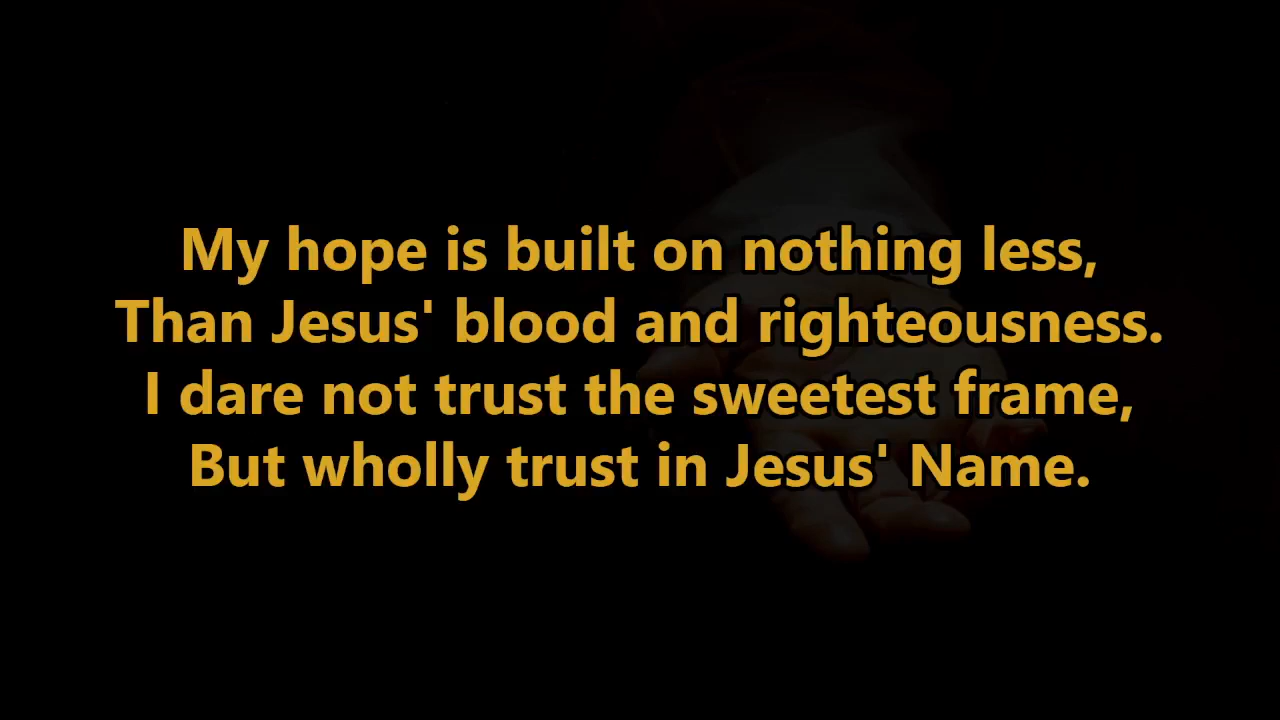 My hope is built on nothing less,
Than Jesus' blood and righteousness.
I dare not trust the sweetest frame,
But wholly trust in Jesus' Name.